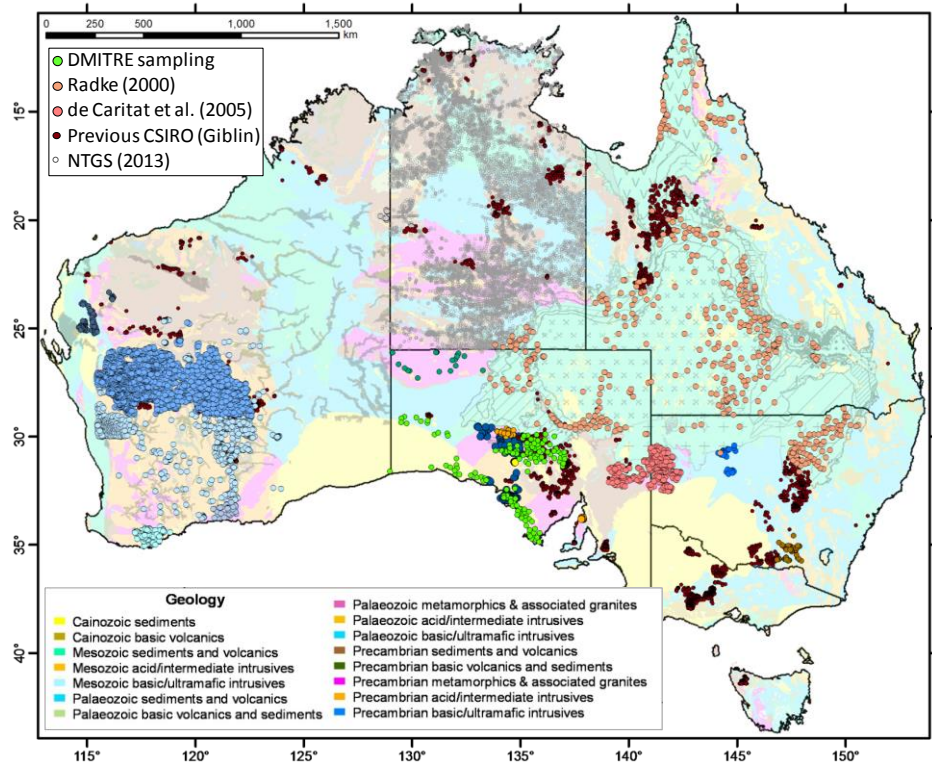 0 250 500 1,000 1,500
km
DMITRE sampling
Radke (2000)
de Caritat et al. (2005)
Previous CSIRO (Giblin)
NTGS (2013)
15°
20°
25°
30°
35°
40°
Geology
Cainozoic sediments
Cainozoic basic volcanics
Mesozoic sediments and volcanics
Mesozoic acid/intermediate intrusives
Mesozoic basic/ultramafic intrusives
Palaeozoic sediments and volcanics
Palaeozoic basic volcanics and sediments
Palaeozoic metamorphics & associated granites
Palaeozoic acid/intermediate intrusives
Palaeozoic basic/ultramafic intrusives
Precambrian sediments and volcanics
Precambrian basic volcanics and sediments
Precambrian metamorphics & associated granites
Precambrian acid/intermediate intrusives
Precambrian basic/ultramafic intrusives
115° 120° 125° 130° 135° 140° 145° 150°